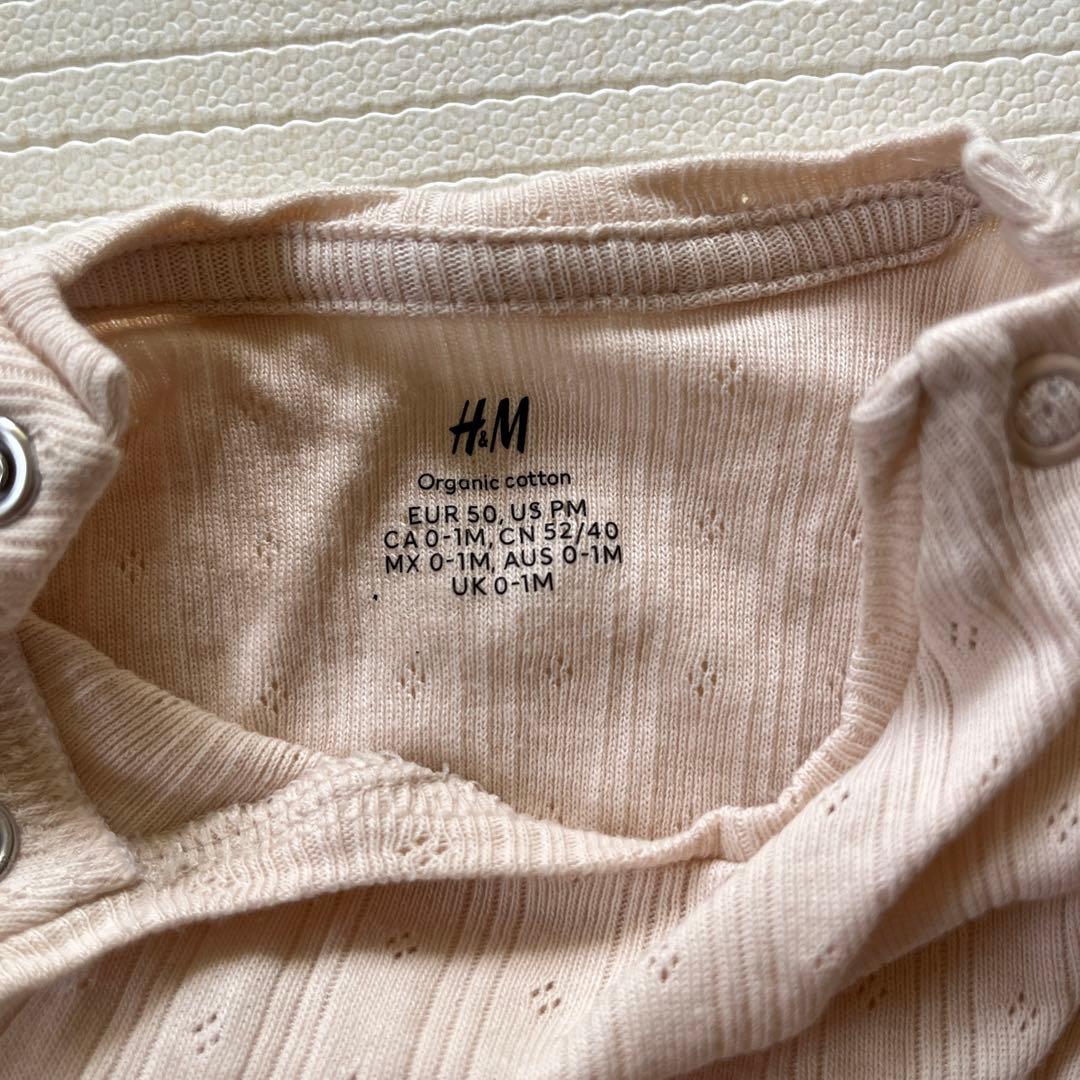 H&M
Organic cotton
EUR 50, US PM
CA 0-1M, CN 52/40
MX 0-1M, AUS 0-1M
UK 0-1M